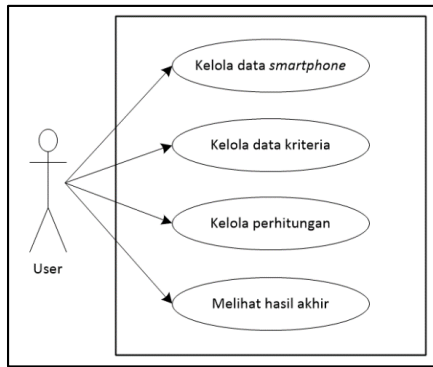 Kelola data smartphone
Kelola data kriteria
Kelola perhitungan
User
Melihat hasil akhir